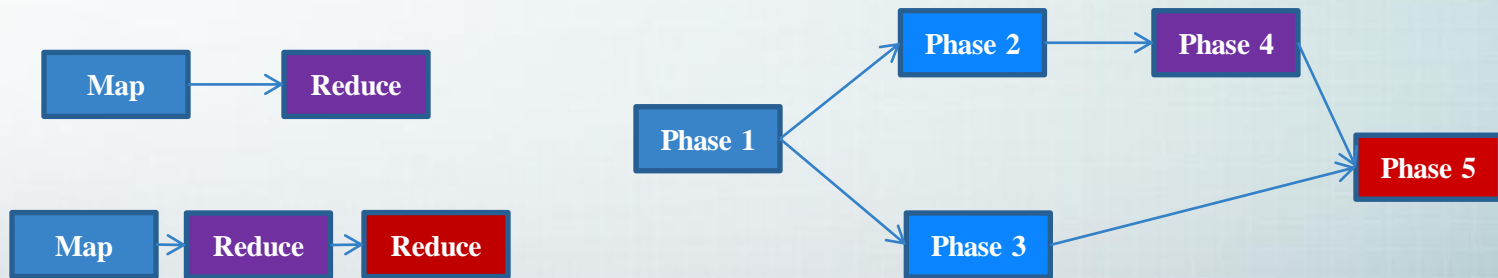 Map
Reduce
Map
Reduce
Reduce
Phase 1
Phase 2
Phase 4
Phase 3
Phase 5